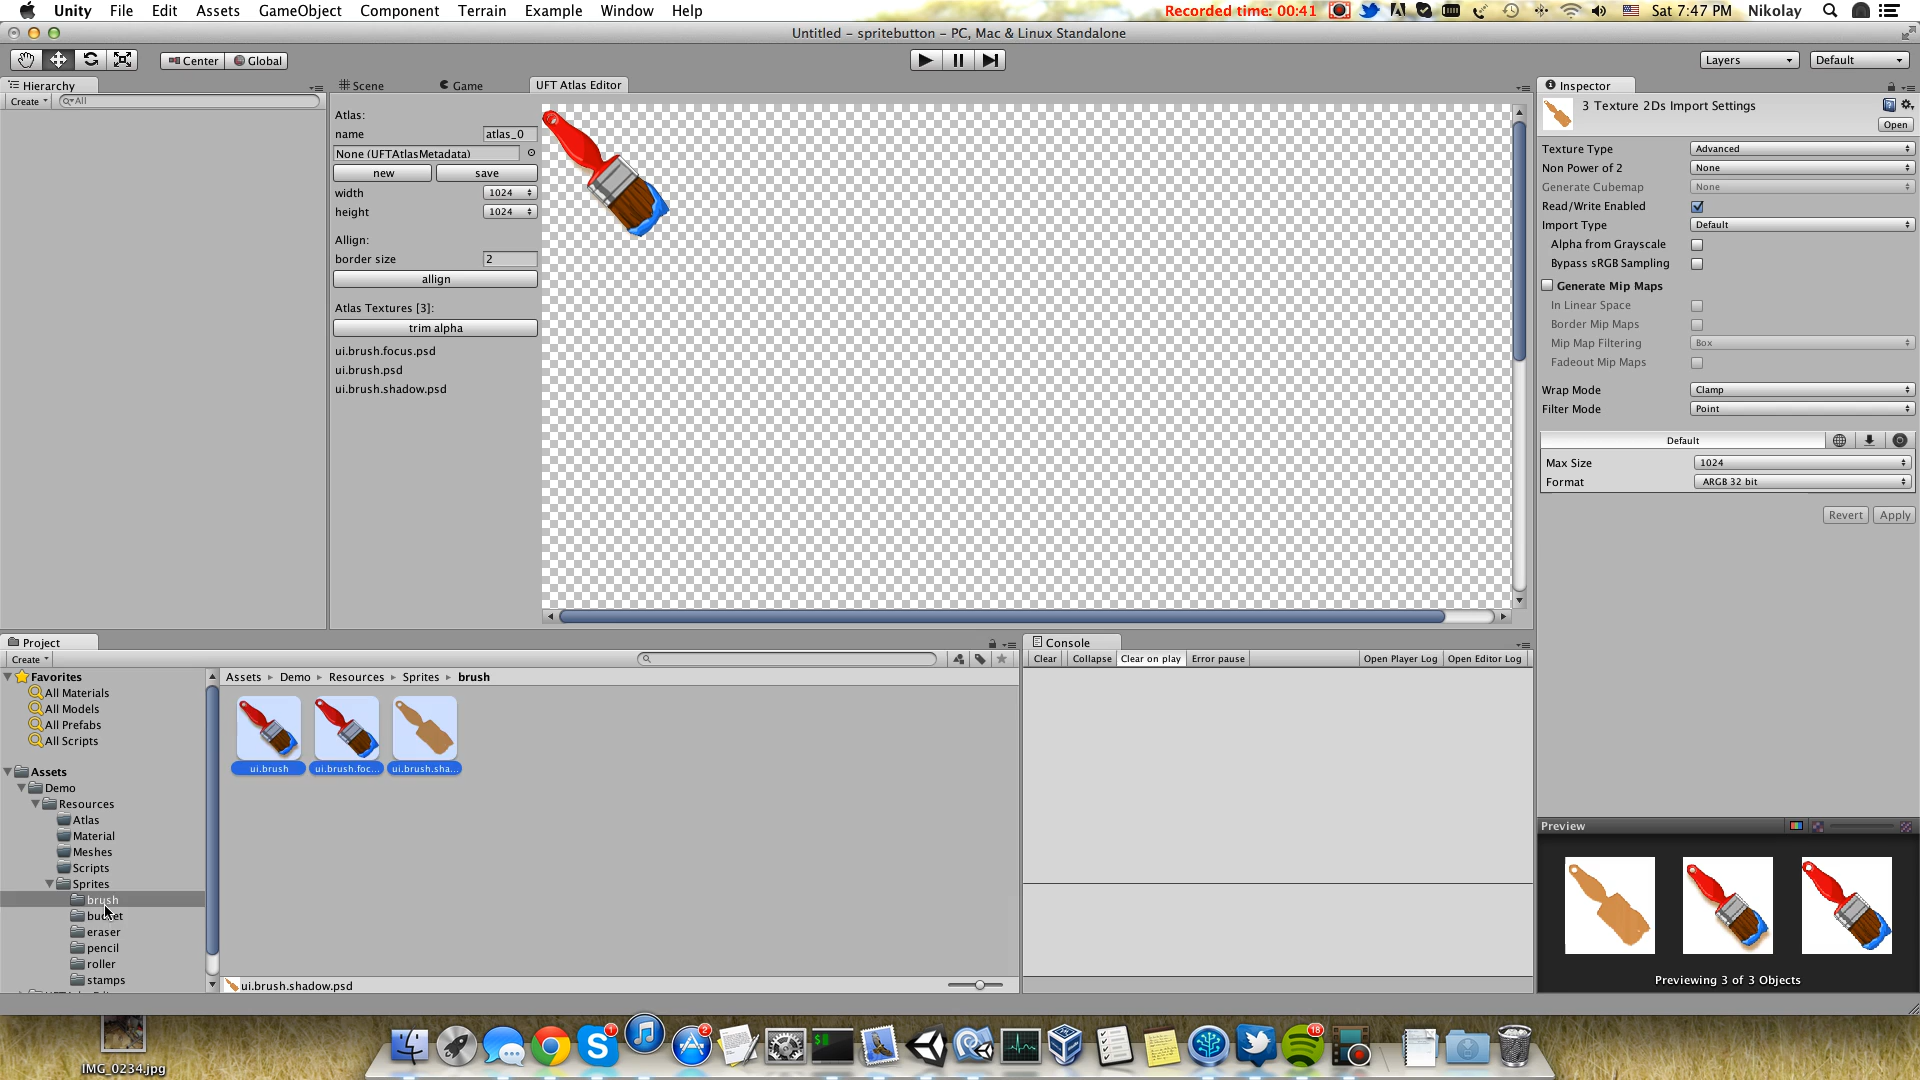 Unity File Edit Assets GameObject Component Terrain Example Window Help Recorded time: 00:41 Sat 7:47 PM Nikolay
Untitled - spritebutton - PC, Mac & Linux Standalone
Center Global Layers Default
Hierarchy
Create All
Scene Game UFT Atlas Editor
Atlas:
name atlas_0
None (UFTAtlasMetadata)
new save
width 1024
height 1024
Allign:
border size 2
allign
Atlas Textures [3]:
trim alpha
ui.brush.focus.psd
ui.brush.psd
ui.brush.shadow.psd
Inspector
3 Texture 2Ds Import Settings
Open
Texture Type Advanced
Non Power of 2 None
Generate Cubemap None
Read/Write Enabled
Import Type Default
Alpha from Grayscale
Bypass sRGB Sampling
Generate Mip Maps
In Linear Space
Border Mip Maps
Mip Map Filtering Box
Fadeout Mip Maps
Wrap Mode Clamp
Filter Mode Point
Default
Max Size 1024
Format ARGB 32 bit
Revert Apply
Project
Create
Favorites
All Materials
All Models
All Prefabs
All Scripts
Assets
Demo
Resources
Atlas
Material
Meshes
Scripts
Sprites
brush
bucket
eraser
pencil
roller
stamps
Assets Demo Resources Sprites brush
ui.brush ui.brush.foc... ui.brush.sha...
ui.brush.shadow.psd
Console
Clear Collapse Clear on play Error pause Open Player Log Open Editor Log
Preview
Previewing 3 of 3 Objects
1 2 18
IMG_0234.jpg